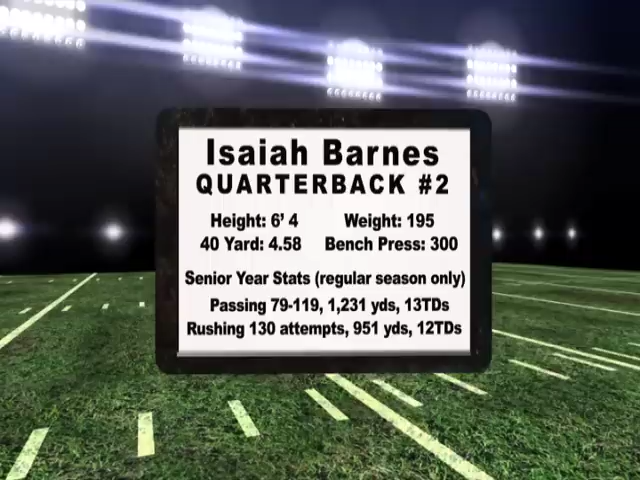 Isaiah Barnes
QUARTERBACK #2
Height: 6' 4 Weight: 195
40 Yard: 4.58 Bench Press: 300
Senior Year Stats (regular season only)
Passing 79-119, 1,231 yds, 13TDs
Rushing 130 attempts, 951 yds, 12TDs